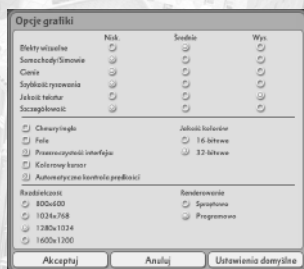 Opcje grafiki
Nisk. Średnie Wys.
Efekty wizualne
Samochody/Simowie
Cienie
Szybkość rysowania
Jakość tekstur
Szczegółowość
Chmury/mgła
Jakość kolorów
Fale
16-bitowa
Przezroczystość interfejsu
32-bitowa
Kolorowy kursor
Automatyczna kontrola prędkości
Rozdzielczość
Renderowanie
800x600
Sprzętowe
1024x768
Programowe
1280x1024
1600x1200
Akceptuj Anuluj Ustawienia domyślne